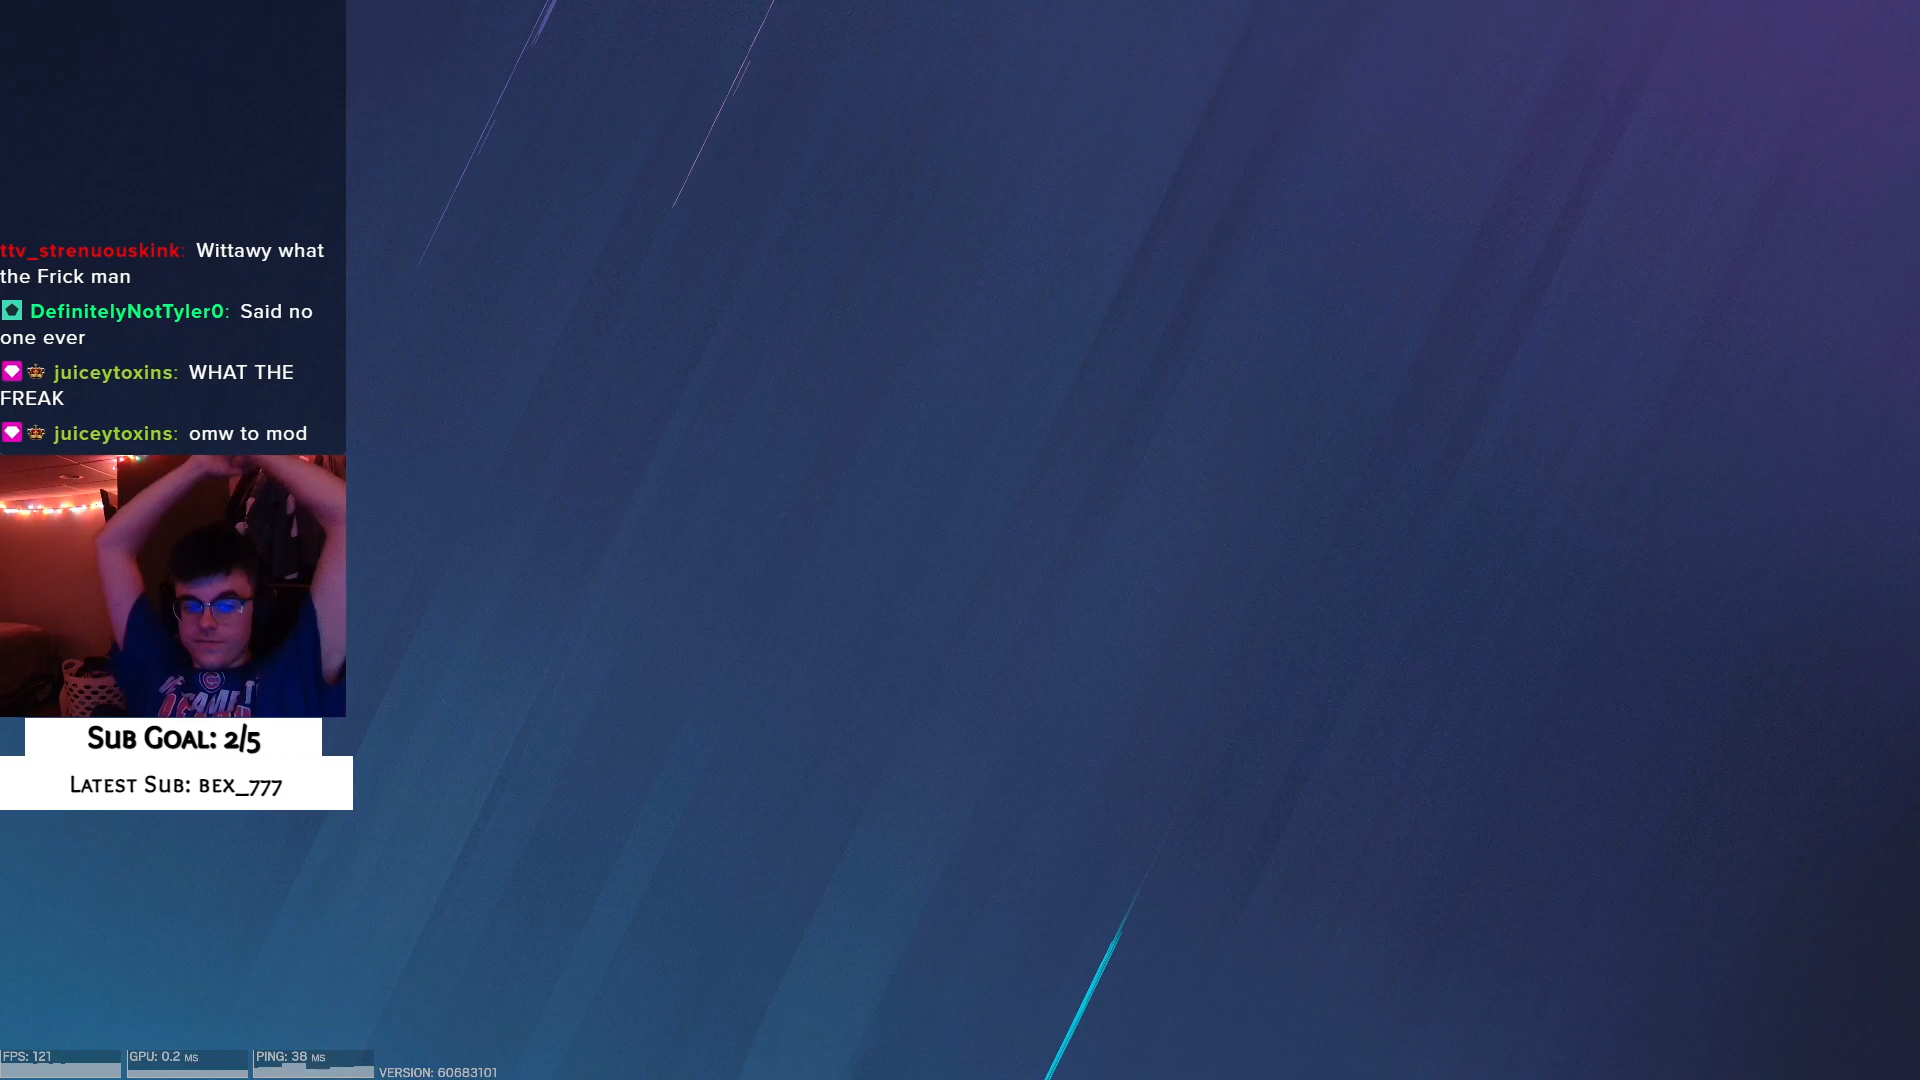 ttv_strenuouskink: Wittawy what
the Frick man
DefinitelyNotTyler0: Said no
one ever
juiceytoxins: WHAT THE
FREAK
juiceytoxins: omw to mod
Sub Goal: 2/5
Latest Sub: bex_777
FPS: 121 GPU: 0.2 MS PING: 38 MS VERSION: 60683101